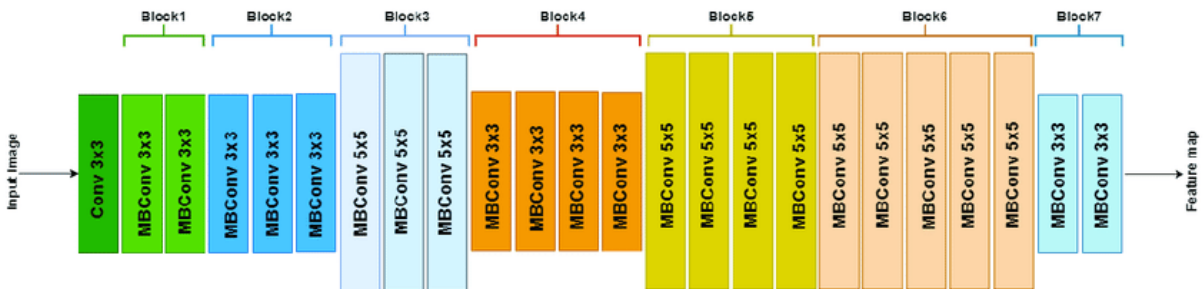 Block1
Block2
Block3
Block4
Block5
Block6
Block7
Input Image
Conv 3x3
MBConv 3x3
MBConv 3x3
MBConv 3x3
MBConv 3x3
MBConv 3x3
MBConv 5x5
MBConv 5x5
MBConv 5x5
MBConv 3x3
MBConv 3x3
MBConv 3x3
MBConv 3x3
MBConv 5x5
MBConv 5x5
MBConv 5x5
MBConv 5x5
MBConv 5x5
MBConv 5x5
MBConv 5x5
MBConv 5x5
MBConv 5x5
MBConv 3x3
MBConv 3x3
Feature map